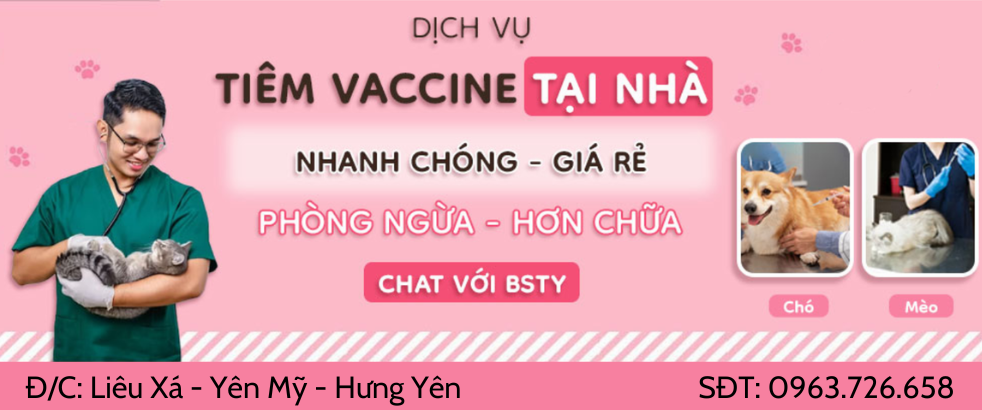 DỊCH VỤ
TIÊM VACCINE TẠI NHÀ
NHANH CHÓNG - GIÁ RẺ
PHÒNG NGỪA - HƠN CHỮA
CHAT VỚI BSTY
Chó
Mèo
Đ/C: Liêu Xá - Yên Mỹ - Hưng Yên
SĐT: 0963.726.658